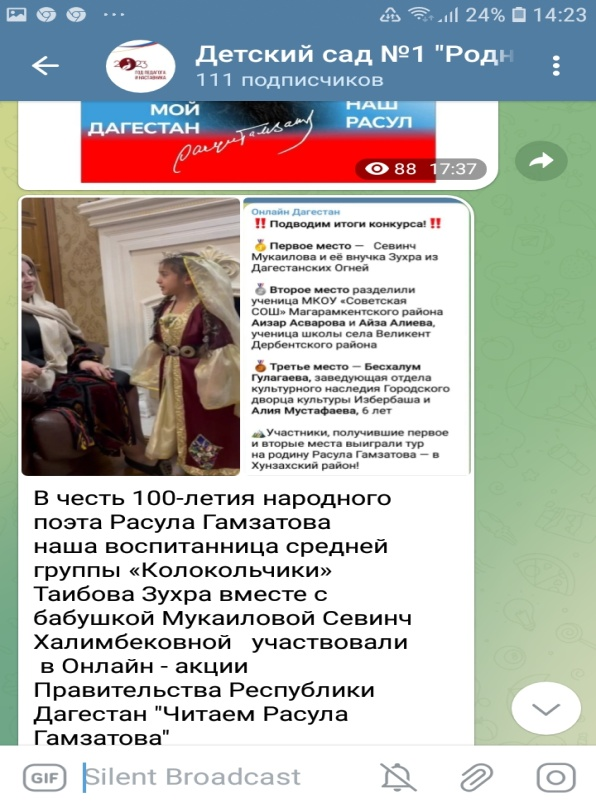 24% 14:23
Детский сад №1 "Родн
111 подписчиков
2023
ГОД ПЕДАГОГА
И НАСТАВНИКА
МОЙ
ДАГЕСТАН
НАШ
РАСУЛ
88 17:37
Онлайн Дагестан
‼️ Подводим итоги конкурса! ‼️
🥇Первое место — Севинч
Мукаилова и её внучка Зухра из
Дагестанских Огней
🥈Второе место разделили
ученица МКОУ «Советская
СОШ» Магарамкентского района
Аизар Асварова и Айза Алиева,
ученица школы села Великент
Дербентского района
🥉Третье место — Бесхалум
Гулагаева, заведующая отдела
культурного наследия Городского
дворца культуры Избербаша и
Алия Мустафаева, 6 лет
🏔Участники, получившие первое
и вторые места выиграли тур
на родину Расула Гамзатова — в
Хунзахский район!
В честь 100-летия народного
поэта Расула Гамзатова
наша воспитанница средней
группы «Колокольчики»
Таибова Зухра вместе с
бабушкой Мукаиловой Севинч
Халимбековной участвовали
в Онлайн - акции
Правительства Республики
Дагестан "Читаем Расула
Гамзатова"
GIF Silent Broadcast